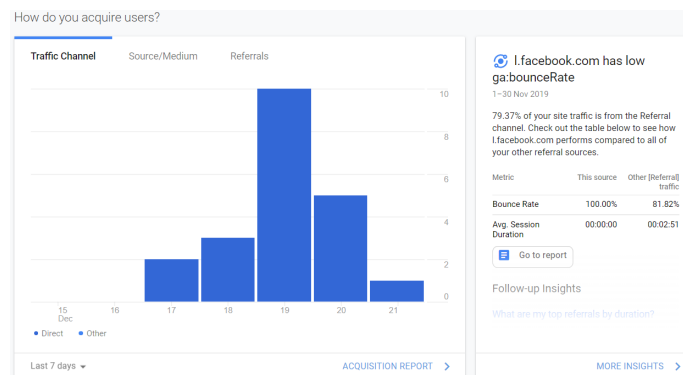 How do you acquire users?
Traffic Channel
Source/Medium
Referrals
10
8
6
4
2
0
15
Dec
16
17
18
19
20
21
Direct
Other
Last 7 days
ACQUISITION REPORT
l.facebook.com has low
ga:bounceRate
1–30 Nov 2019
79.37% of your site traffic is from the Referral
channel. Check out the table below to see how
l.facebook.com performs compared to all of
your other referral sources.
Metric This source Other [Referral]
traffic
Bounce Rate 100.00% 81.82%
Avg. Session 00:00:00 00:02:51
Duration
Go to report
Follow-up Insights
What are my top referrals by duration?
MORE INSIGHTS